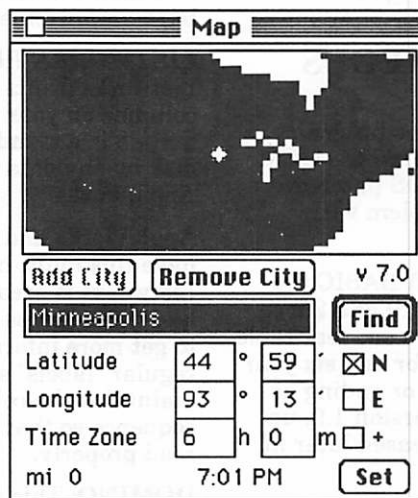 Map
Add City Remove City v 7.0
Minneapolis Find
Latitude 44 ° 59 ´ N
Longitude 93 ° 13 ´ E
Time Zone 6 h 0 m +
mi 0 7:01 PM Set